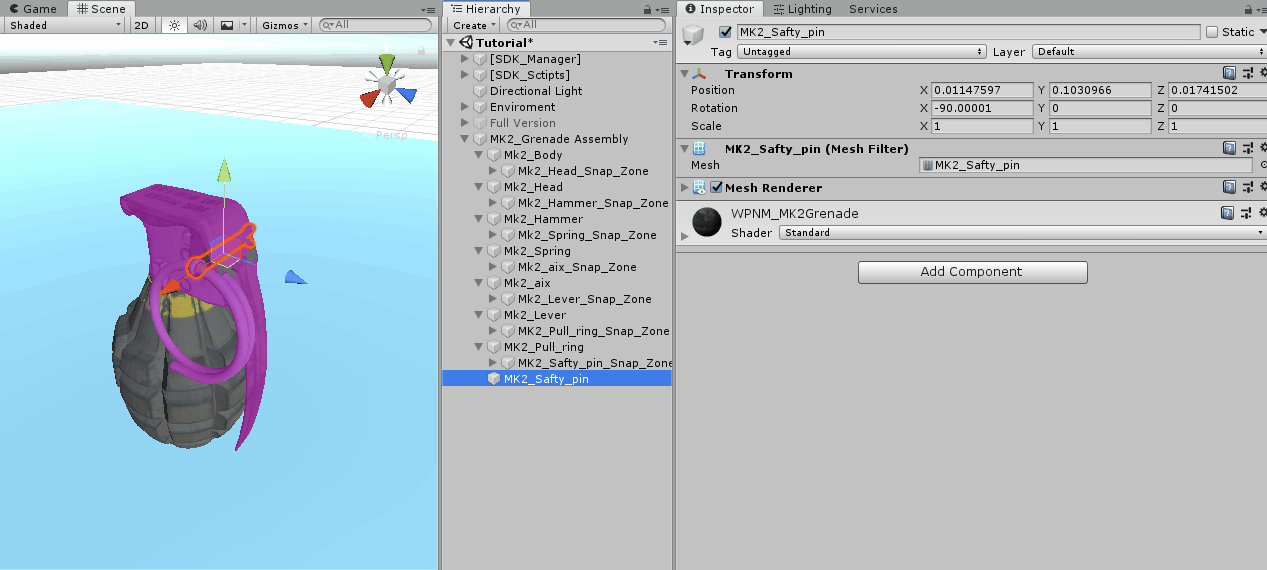 Game Scene
Shaded 2D Gizmos All
Persp
Hierarchy
Create All
Tutorial*
[SDK_Manager]
[SDK_Sctipts]
Directional Light
Enviroment
Full Version
MK2_Grenade Assembly
Mk2_Body
Mk2_Head_Snap_Zone
Mk2_Head
Mk2_Hammer_Snap_Zone
Mk2_Hammer
Mk2_Spring_Snap_Zone
Mk2_Spring
Mk2_aix_Snap_Zone
Mk2_aix
Mk2_Lever_Snap_Zone
Mk2_Lever
MK2_Pull_ring_Snap_Zone
MK2_Pull_ring
MK2_Safty_pin_Snap_Zone
MK2_Safty_pin
Inspector Lighting Services
MK2_Safty_pin Static
Tag Untagged Layer Default
Transform
Position X 0.01147597 Y 0.1030966 Z 0.01741502
Rotation X -90.00001 Y 0 Z 0
Scale X 1 Y 1 Z 1
MK2_Safty_pin (Mesh Filter)
Mesh MK2_Safty_pin
Mesh Renderer
WPNM_MK2Grenade
Shader Standard
Add Component